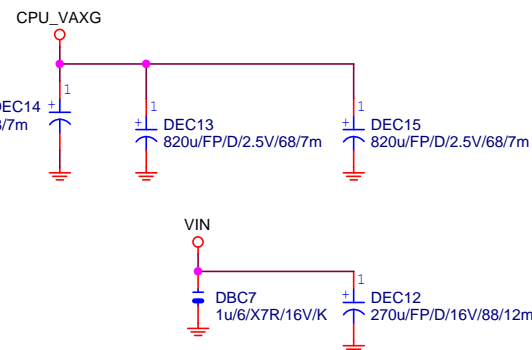 CPU_VAXG
1
+
DEC14
/7m
1
+
DEC13
820u/FP/D/2.5V/68/7m
1
+
DEC15
820u/FP/D/2.5V/68/7m
VIN
DBC7
1u/6/X7R/16V/K
1
+
DEC12
270u/FP/D/16V/88/12m